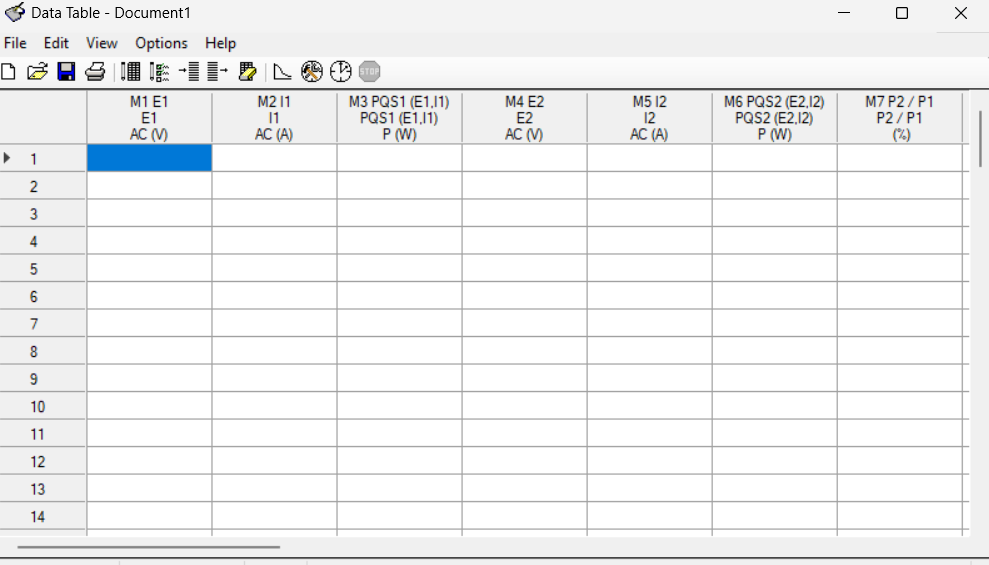 Data Table - Document1
File Edit View Options Help
STOP
M1 E1 M2 I1 M3 PQS1 (E1,I1) M4 E2 M5 I2 M6 PQS2 (E2,I2) M7 P2 / P1
E1 I1 PQS1 (E1,I1) E2 I2 PQS2 (E2,I2) P2 / P1
AC (V) AC (A) P (W) AC (V) AC (A) P (W) (%)
1
2
3
4
5
6
7
8
9
10
11
12
13
14